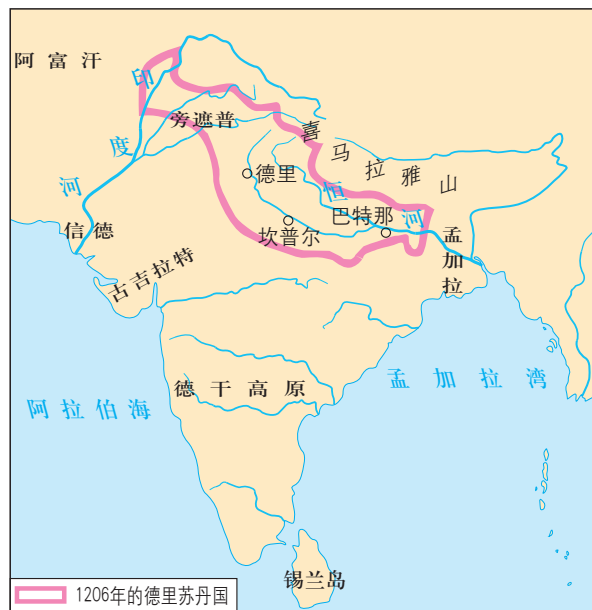 阿富汗
印度河
旁遮普
喜马拉雅山
德里
恒河
巴特那
坎普尔
信德
孟加拉
古吉拉特
德干高原
阿拉伯海
孟加拉湾
锡兰岛
1206年的德里苏丹国